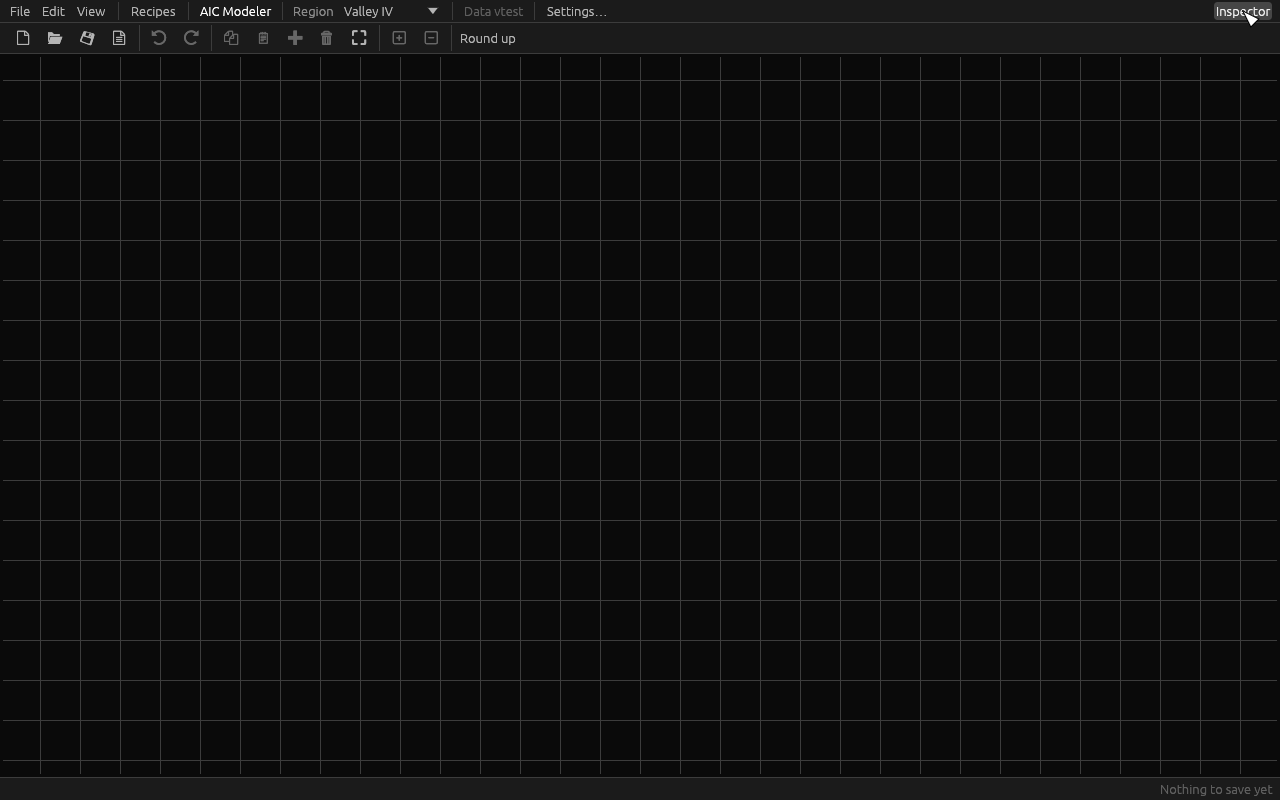 File Edit View Recipes AIC Modeler Region Valley IV Data vtest Settings... Inspector
Round up
Nothing to save yet